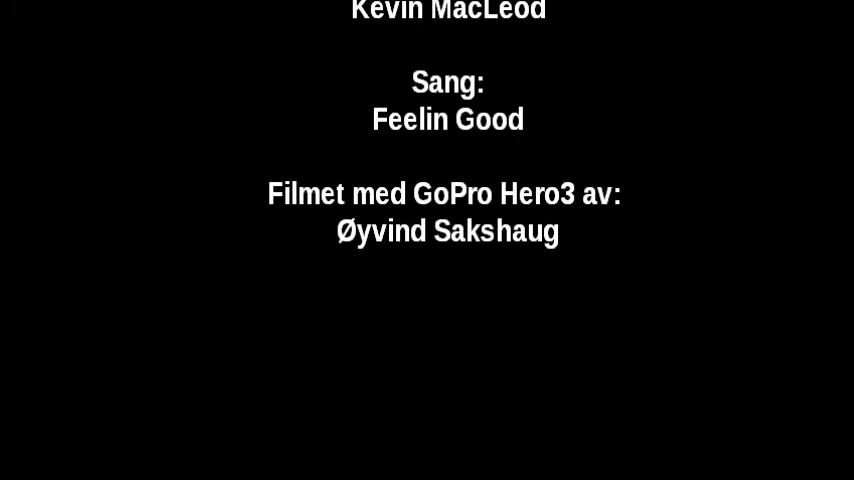 Kevin MacLeod
Sang:
Feelin Good
Filmet med GoPro Hero3 av:
Øyvind Sakshaug